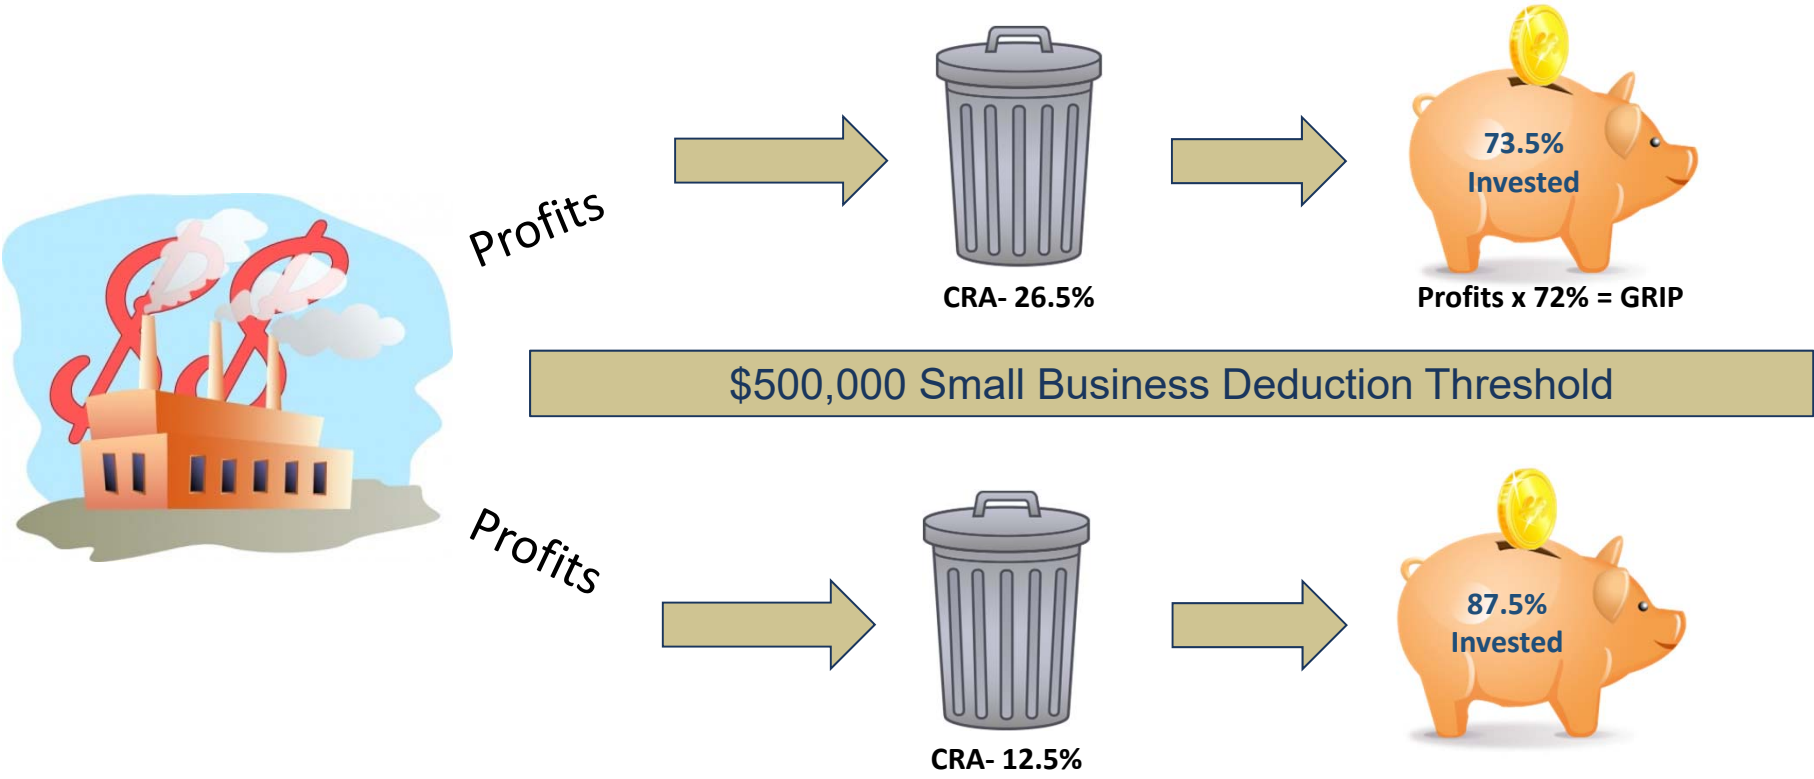 Profits
CRA- 26.5%
73.5%
Invested
Profits x 72% = GRIP
$500,000 Small Business Deduction Threshold
Profits
CRA- 12.5%
87.5%
Invested